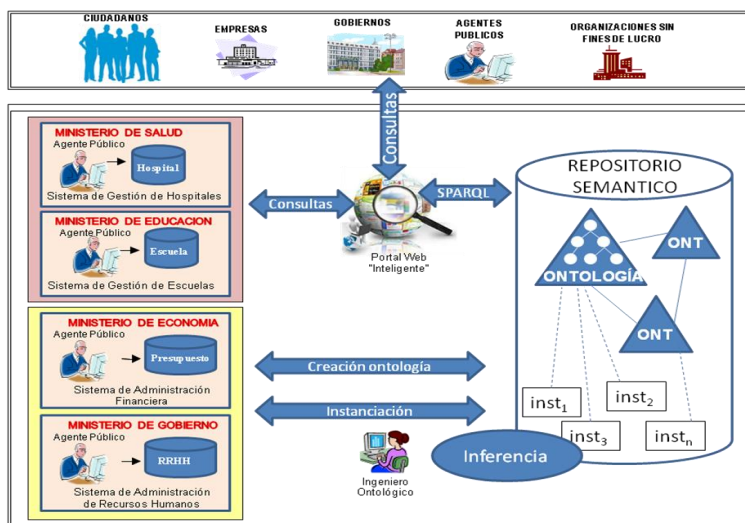 CIUDADANOS
EMPRESAS
GOBIERNOS
AGENTES
PUBLICOS
ORGANIZACIONES SIN
FINES DE LUCRO
Consultas
MINISTERIO DE SALUD
Agente Público
Hospital
Sistema de Gestión de Hospitales
MINISTERIO DE EDUCACION
Agente Público
Escuela
Sistema de Gestión de Escuelas
MINISTERIO DE ECONOMIA
Agente Público
Presupuesto
Sistema de Administración
Financiera
MINISTERIO DE GOBIERNO
Agente Público
RRHH
Sistema de Administración
de Recursos Humanos
Consultas
SPARQL
Portal Web
"Inteligente"
Creación ontología
Instanciación
Ingeniero
Ontológico
REPOSITORIO
SEMANTICO
ONTOLOGÍA
ONT
ONT
inst1
inst2
inst3
instn
Inferencia